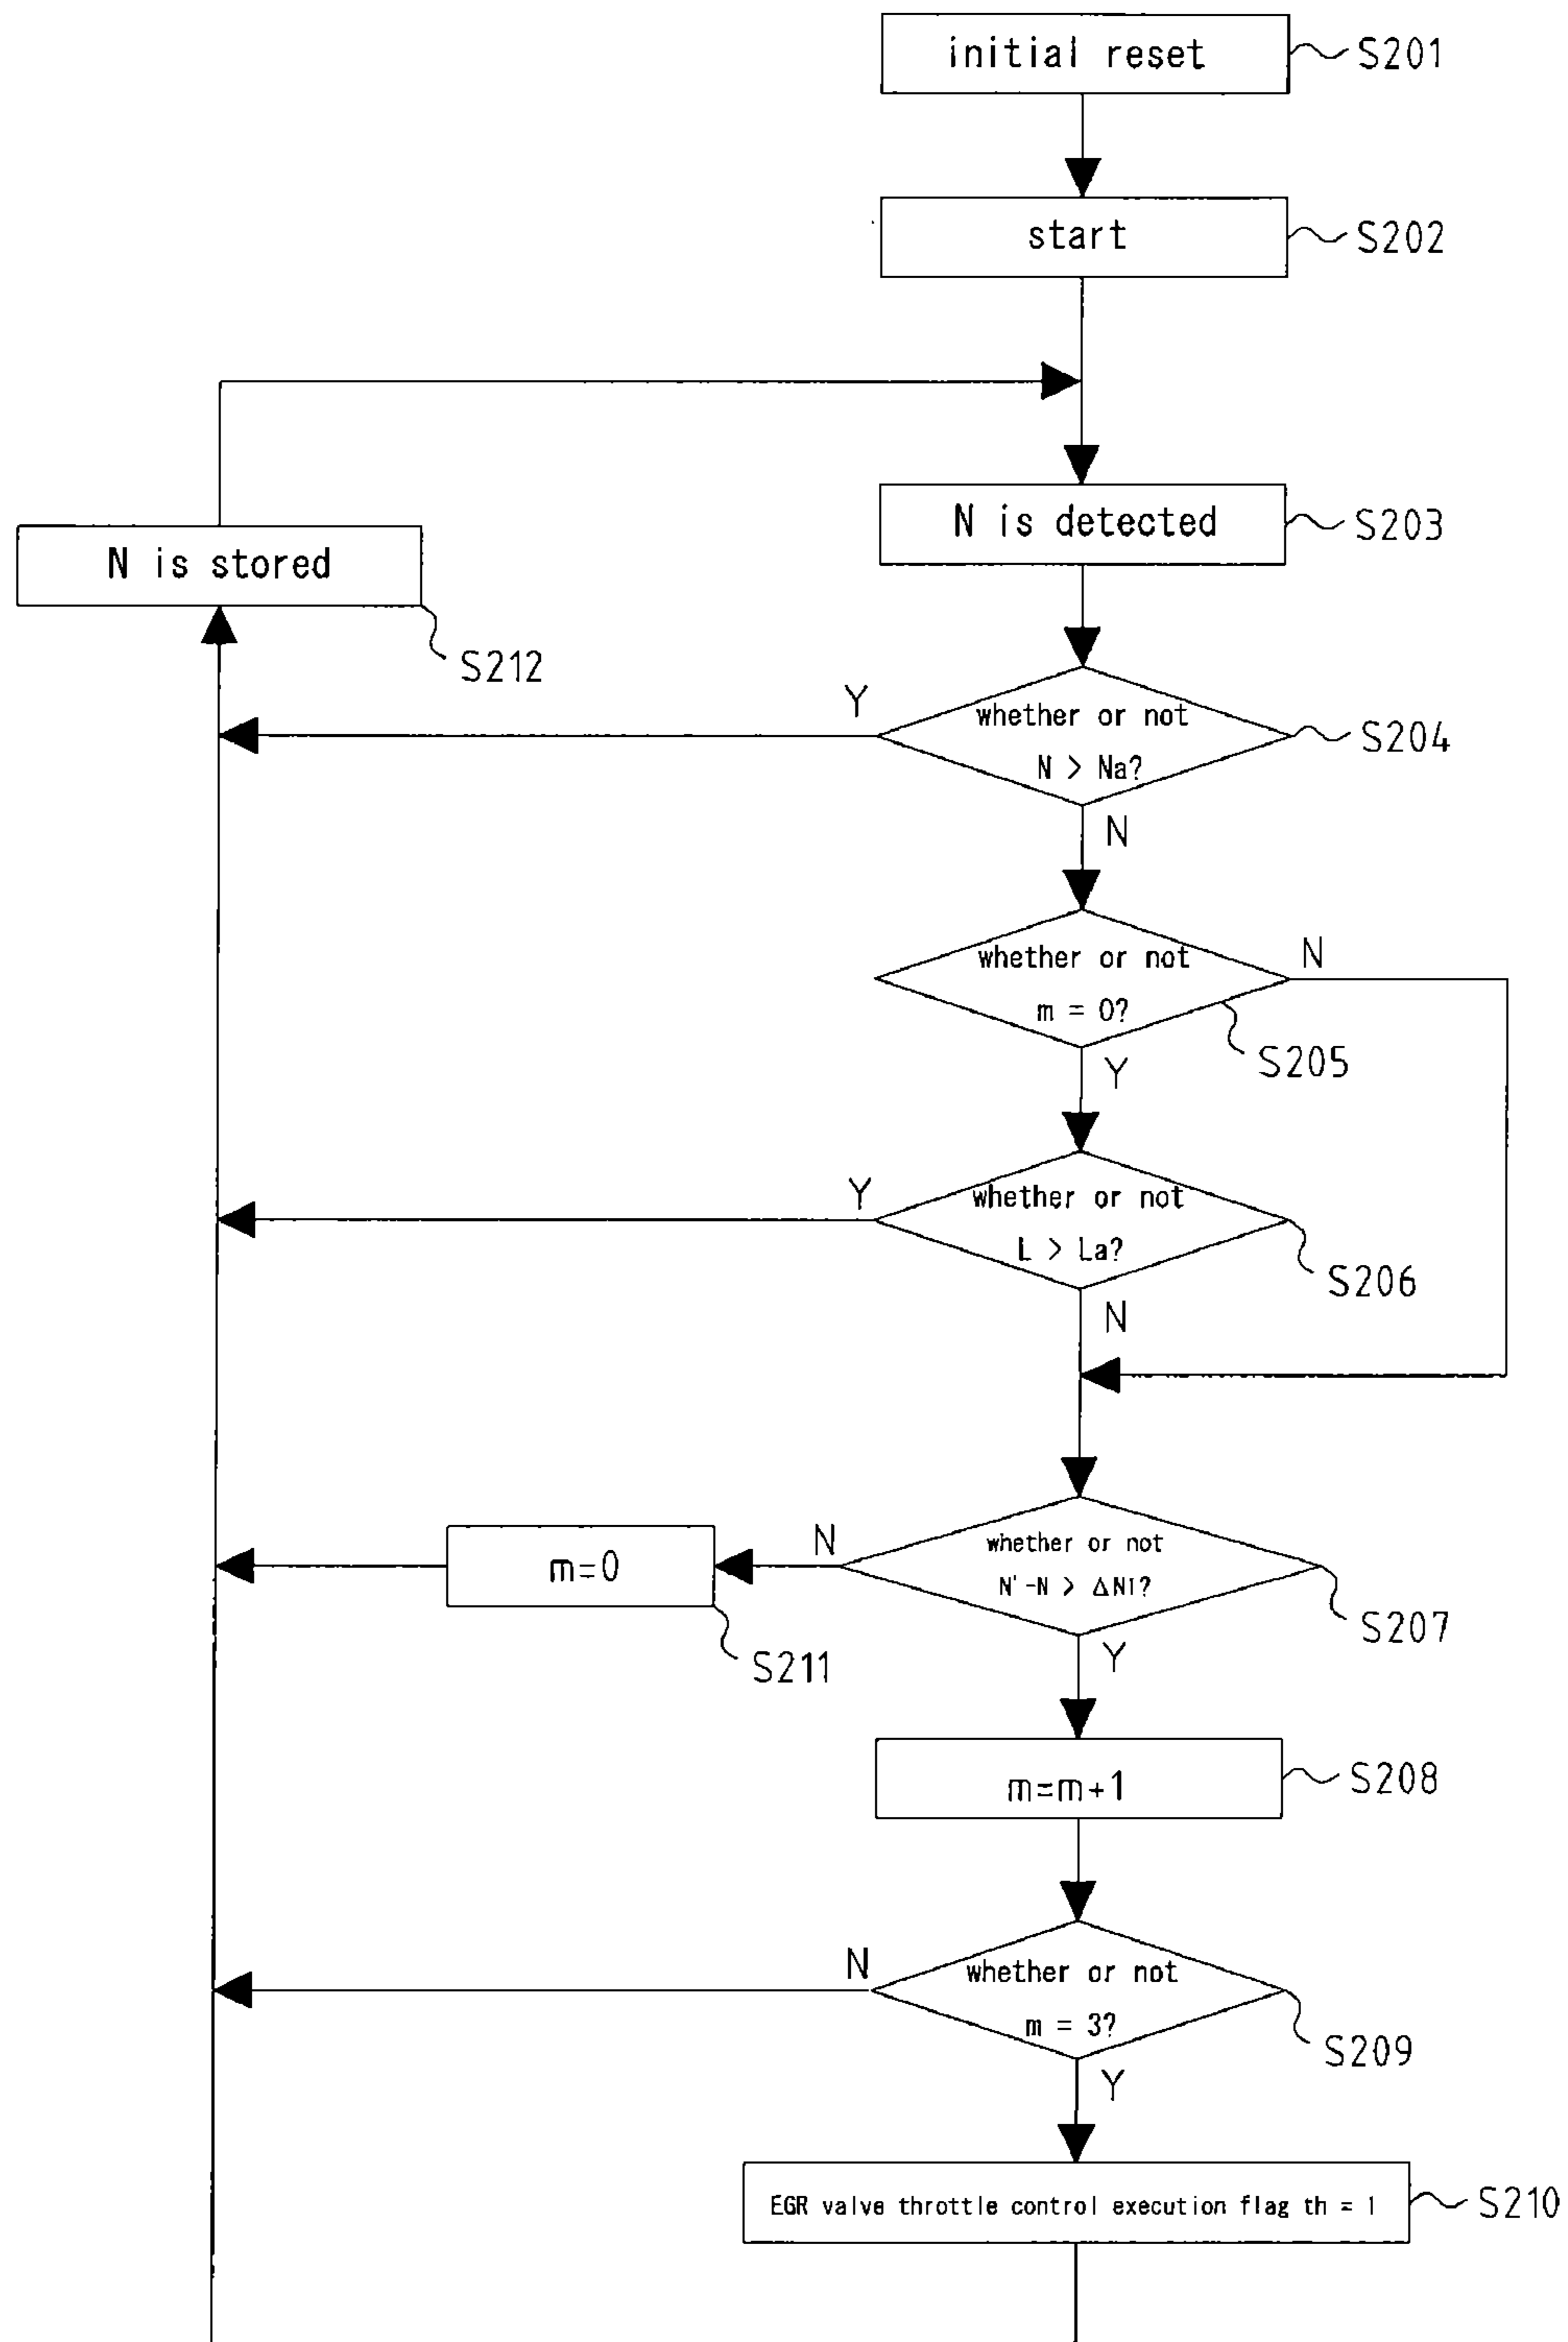 initial reset
S201
start
S202
N is detected
S203
N is stored
S212
Y
whether or not
N > Na?
S204
N
whether or not
m = 0?
N
S205
Y
Y
whether or not
L > La?
S206
N
m=0
S211
N
whether or not
N'-N > ΔN1?
S207
Y
m=m+1
S208
N
whether or not
m = 3?
S209
Y
EGR valve throttle control execution flag th = 1
S210